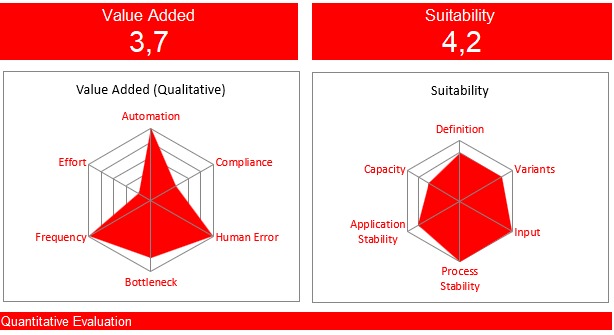 Value Added
3,7
Suitability
4,2
Value Added (Qualitative)
Automation
Effort
Compliance
Frequency
Human Error
Bottleneck
Suitability
Definition
Capacity
Variants
Application
Stability
Input
Process
Stability
Quantitative Evaluation